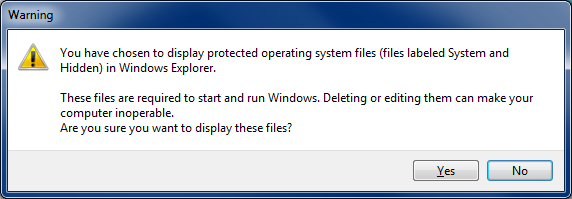 Warning
You have chosen to display protected operating system files (files labeled System and
Hidden) in Windows Explorer.
These files are required to start and run Windows. Deleting or editing them can make your
computer inoperable.
Are you sure you want to display these files?
Yes
No